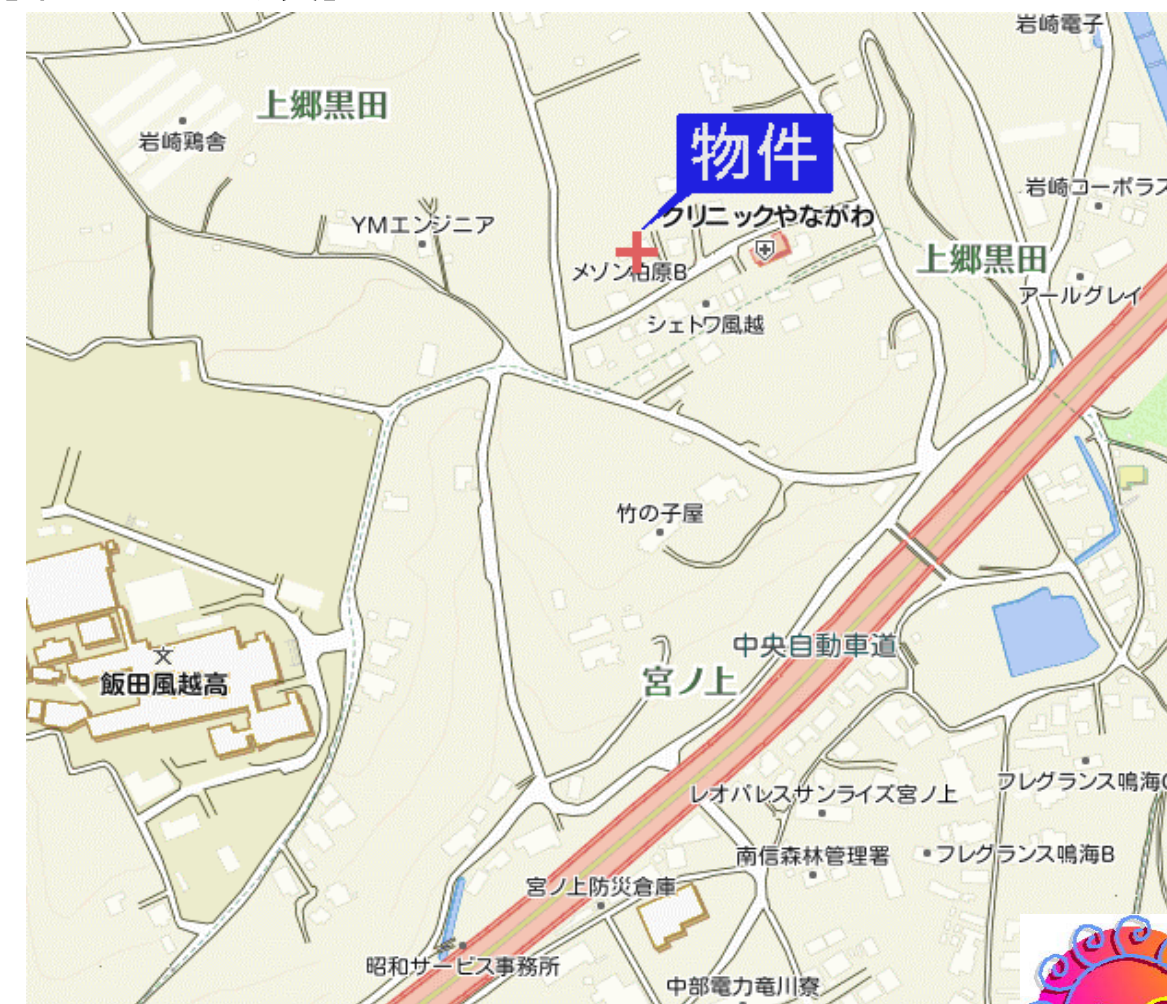 岩崎電子
上郷黒田
岩崎鶏舎
物件
岩崎コーポラス
クリニックやながわ
YMエンジニア
上郷黒田
メゾン柏原B
アールグレイ
シェトワ風越
竹の子屋
中央自動車道
文
飯田風越高
宮ノ上
フレグランス鳴海C
レオパレスサンライズ宮ノ上
南信森林管理署
フレグランス鳴海B
宮ノ上防災倉庫
昭和サービス事務所
中部電力竜川寮